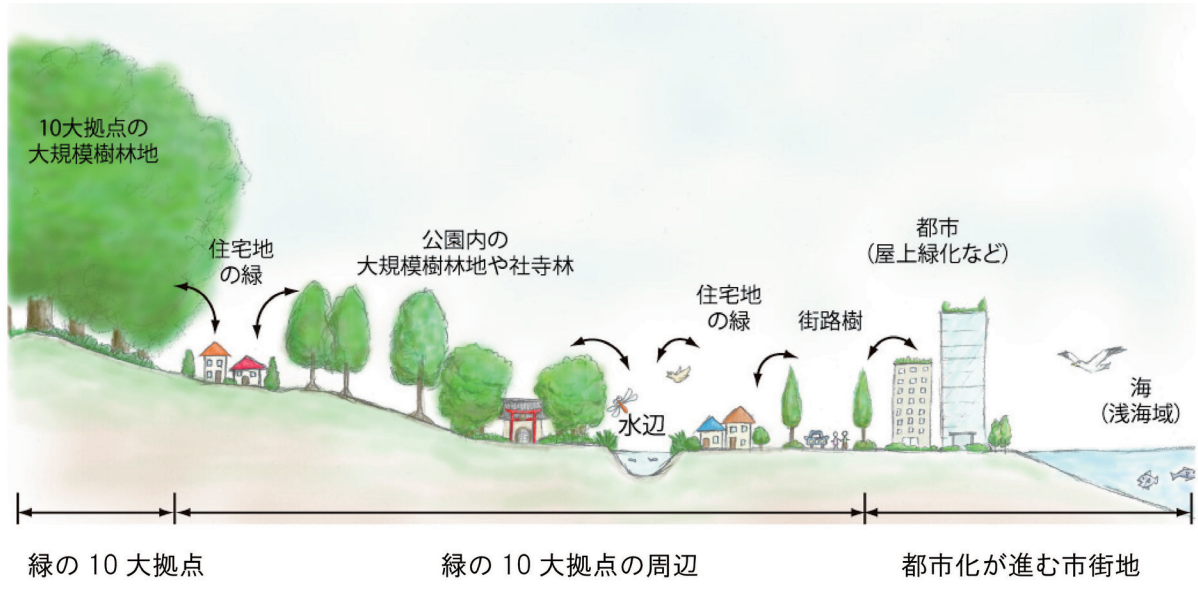 10大拠点の
大規模樹林地
住宅地
の緑
公園内の
大規模樹林地や社寺林
水辺
住宅地
の緑
街路樹
都市
（屋上緑化など）
海
（浅海域）
緑の 10 大拠点
緑の 10 大拠点の周辺
都市化が進む市街地